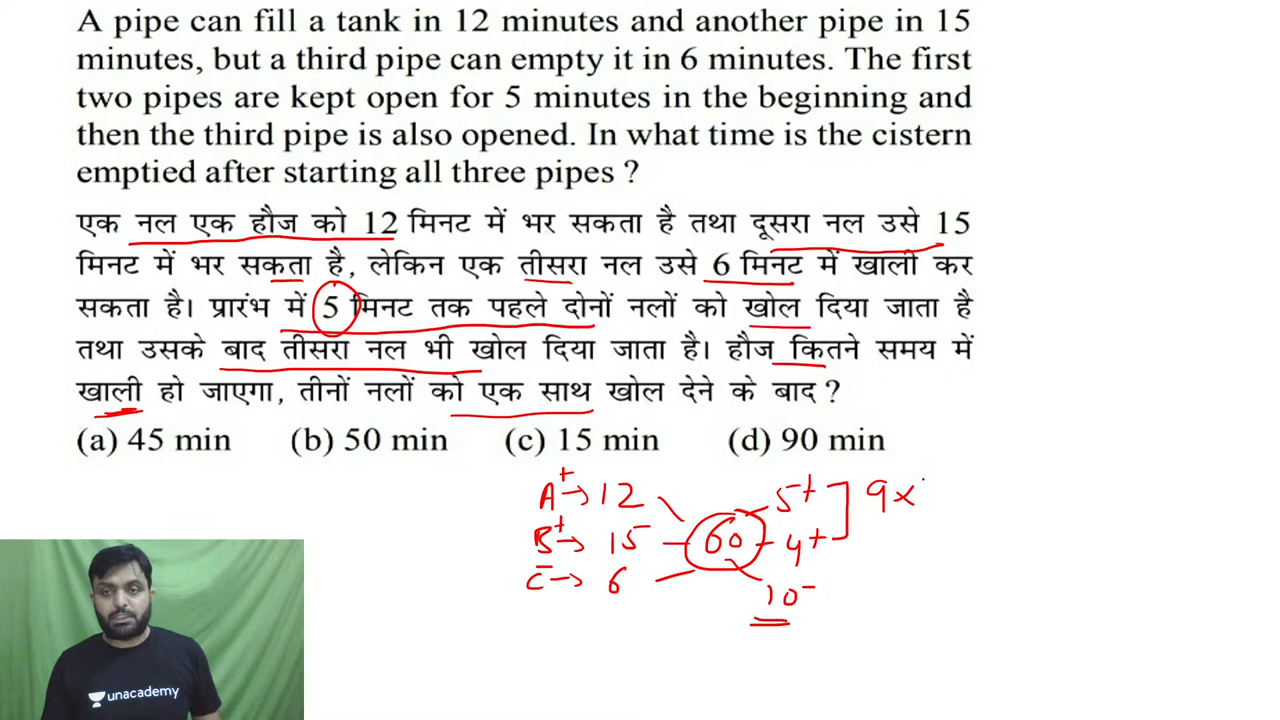 A pipe can fill a tank in 12 minutes and another pipe in 15
minutes, but a third pipe can empty it in 6 minutes. The first
two pipes are kept open for 5 minutes in the beginning and
then the third pipe is also opened. In what time is the cistern
emptied after starting all three pipes ?
एक नल एक हौज को 12 मिनट में भर सकता है तथा दूसरा नल उसे 15
मिनट में भर सकता है, लेकिन एक तीसरा नल उसे 6 मिनट में खाली कर
सकता है। प्रारंभ में 5 मिनट तक पहले दोनों नलों को खोल दिया जाता है
तथा उसके बाद तीसरा नल भी खोल दिया जाता है। हौज कितने समय में
खाली हो जाएगा, तीनों नलों को एक साथ खोल देने के बाद ?
(a) 45 min (b) 50 min (c) 15 min (d) 90 min
A+ → 12 5+ 9x
B+ → 15 60 4+
C- → 6 10-
unacademy